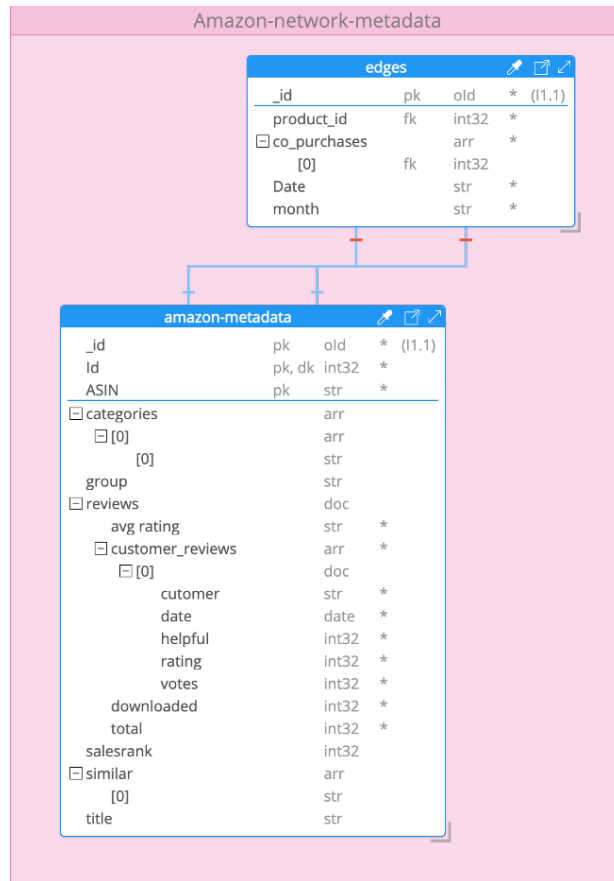 Amazon-network-metadata
edges
_id pk old * (I1.1)
product_id fk int32 *
co_purchases arr *
[0] fk int32
Date str *
month str *
amazon-metadata
_id pk old * (I1.1)
Id pk, dk int32 *
ASIN pk str *
categories arr
[0] arr
[0] str
group str
reviews doc
avg rating str *
customer_reviews arr *
[0] doc
cutomer str *
date date *
helpful int32 *
rating int32 *
votes int32 *
downloaded int32 *
total int32 *
salesrank int32
similar arr
[0] str
title str